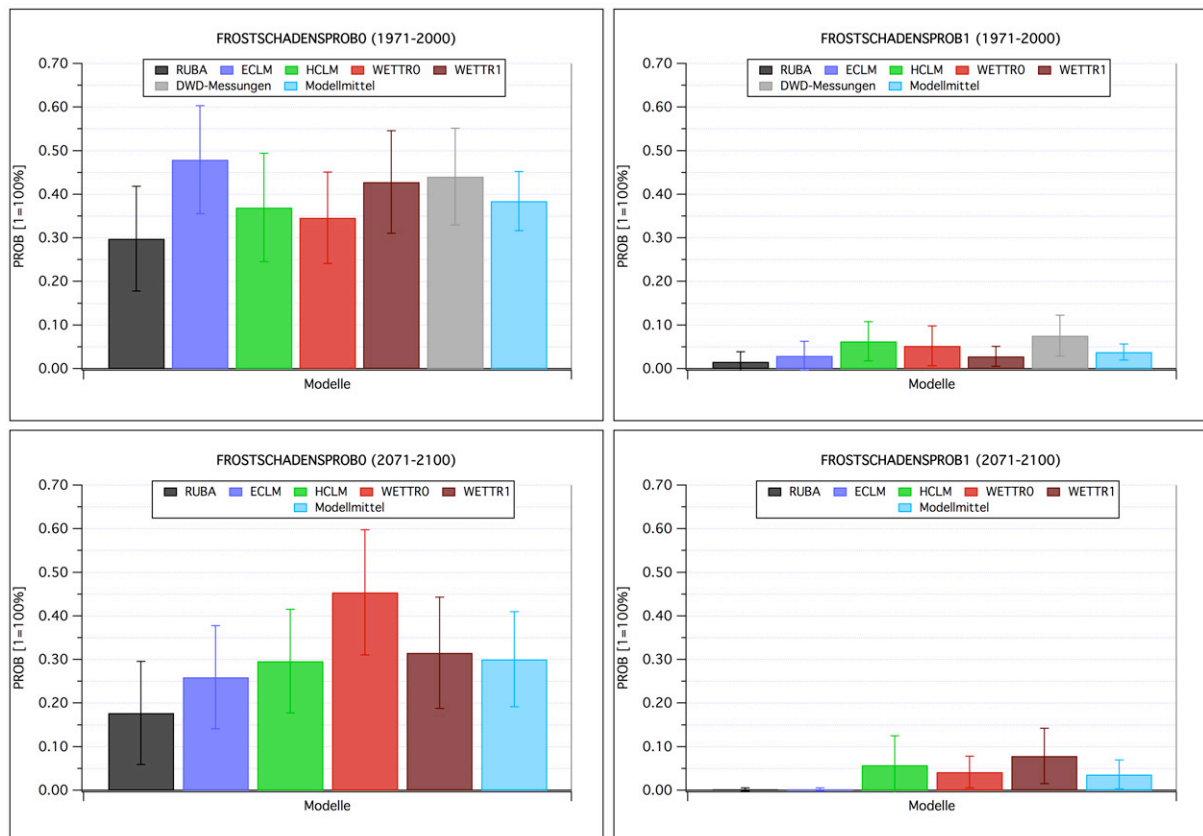 FROSTSCHADENSPROB0 (1971-2000)
RUBA ECLM HCLM WETTR0 WETTR1
DWD-Messungen Modellmittel
PROB [1=100%]
0.70
0.60
0.50
0.40
0.30
0.20
0.10
0.00
Modelle
FROSTSCHADENSPROB1 (1971-2000)
RUBA ECLM HCLM WETTR0 WETTR1
DWD-Messungen Modellmittel
PROB [1=100%]
0.70
0.60
0.50
0.40
0.30
0.20
0.10
0.00
Modelle
FROSTSCHADENSPROB0 (2071-2100)
RUBA ECLM HCLM WETTR0 WETTR1
Modellmittel
PROB [1=100%]
0.70
0.60
0.50
0.40
0.30
0.20
0.10
0.00
Modelle
FROSTSCHADENSPROB1 (2071-2100)
RUBA ECLM HCLM WETTR0 WETTR1
Modellmittel
PROB [1=100%]
0.70
0.60
0.50
0.40
0.30
0.20
0.10
0.00
Modelle